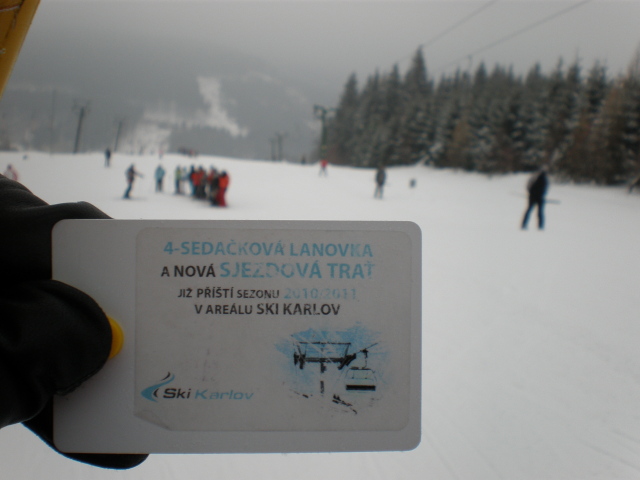 4-SEDAČKOVÁ LANOVKA
A NOVÁ SJEZDOVÁ TRAŤ
JIŽ PŘÍŠTÍ SEZONU 2010/2011
V AREÁLU SKI KARLOV
Ski Karlov